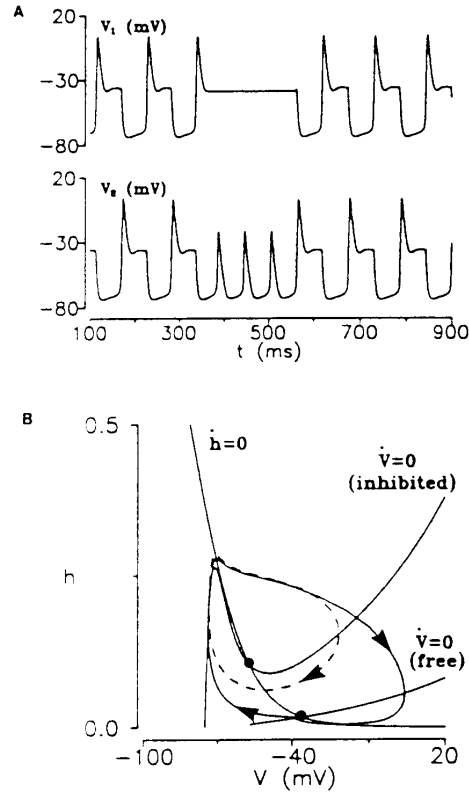 A
V₁ (mV)
20
-30
-80
V₂ (mV)
20
-30
-80
100 300 500 700 900
t (ms)
B
0.5
ḣ=0
V̇=0
(inhibited)
h
V̇=0
(free)
0.0
-100 -40 20
V (mV)